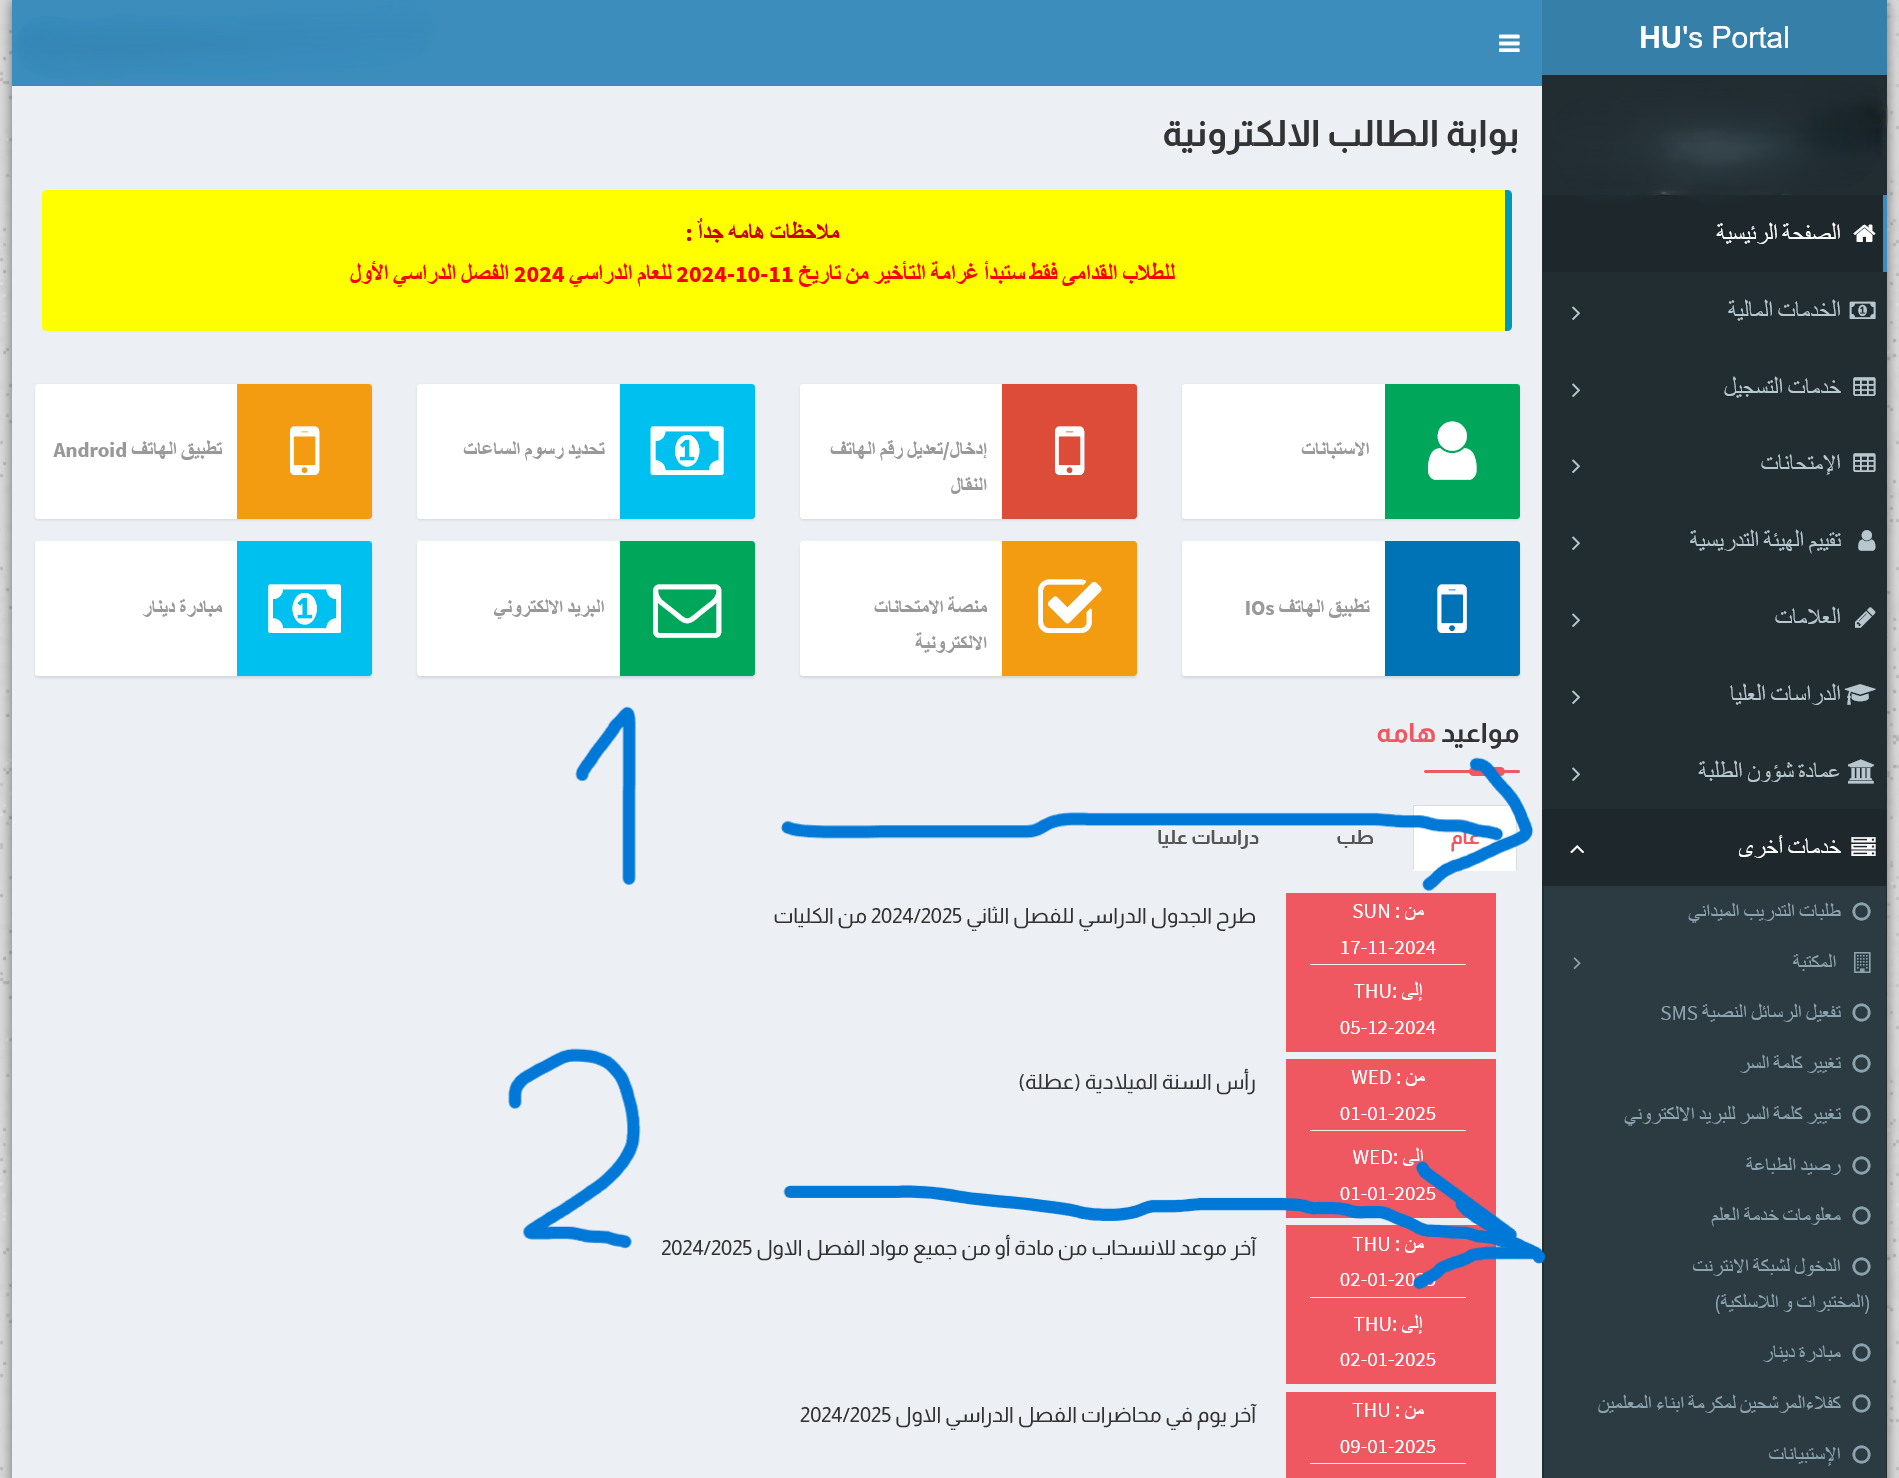 HU's Portal
الصفحة الرئيسية
الخدمات المالية
خدمات التسجيل
الإمتحانات
تقييم الهيئة التدريسية
العلامات
الدراسات العليا
عمادة شؤون الطلبة
خدمات أخرى
طلبات التدريب الميداني
المكتبة
تفعيل الرسائل النصية SMS
تغيير كلمة السر
تغيير كلمة السر للبريد الالكتروني
رصيد الطباعة
معلومات خدمة العلم
الدخول لشبكة الانترنت
(المختبرات و اللاسلكية)
مبادرة دينار
كفلاءالمرشحين لمكرمة ابناء المعلمين
الإستبيانات
بوابة الطالب الالكترونية
ملاحظات هامه جداً :
للطلاب القدامى فقط ستبدأ غرامة التأخير من تاريخ 11-10-2024 للعام الدراسي 2024 الفصل الدراسي الأول
الاستبانات
إدخال/تعديل رقم الهاتف
النقال
تحديد رسوم الساعات
تطبيق الهاتف Android
تطبيق الهاتف IOs
منصة الامتحانات
الالكترونية
البريد الالكتروني
مبادرة دينار
مواعيد هامه
1
عام
طب
دراسات عليا
من : SUN
17-11-2024
إلى :THU
05-12-2024
طرح الجدول الدراسي للفصل الثاني 2024/2025 من الكليات
2
من : WED
01-01-2025
إلى :WED
01-01-2025
رأس السنة الميلادية (عطلة)
من : THU
02-01-2025
إلى :THU
02-01-2025
آخر موعد للانسحاب من مادة أو من جميع مواد الفصل الاول 2024/2025
من : THU
09-01-2025
آخر يوم في محاضرات الفصل الدراسي الاول 2024/2025